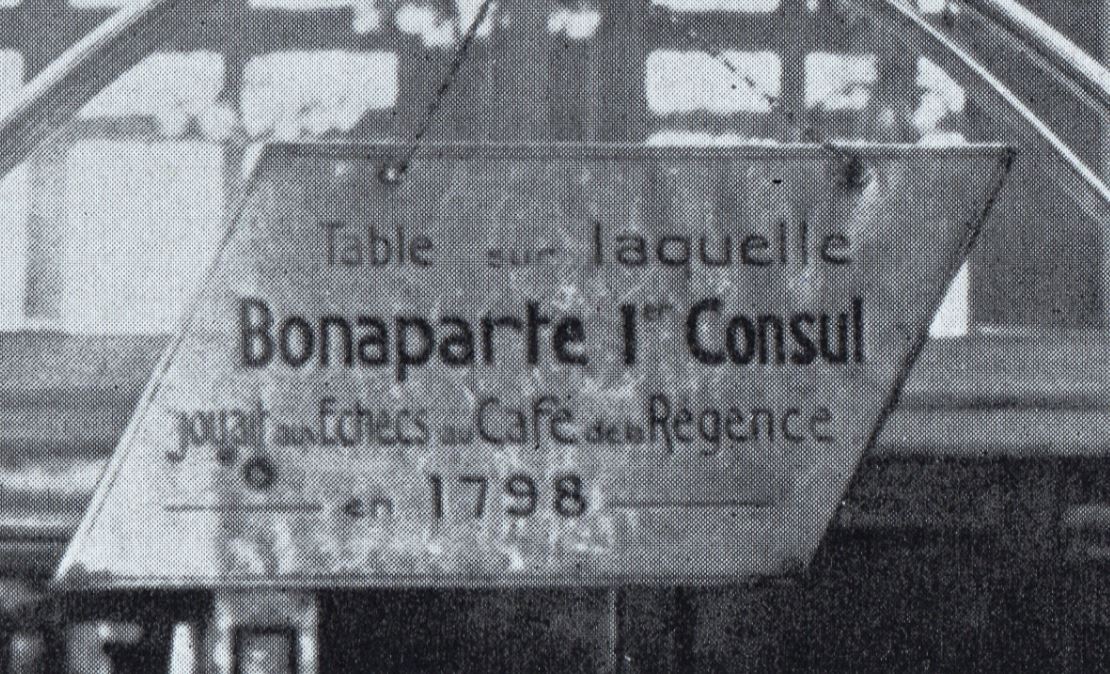 Table sur laquelle
Bonaparte 1er Consul
jouait aux Echecs au Café de la Régence
en 1798